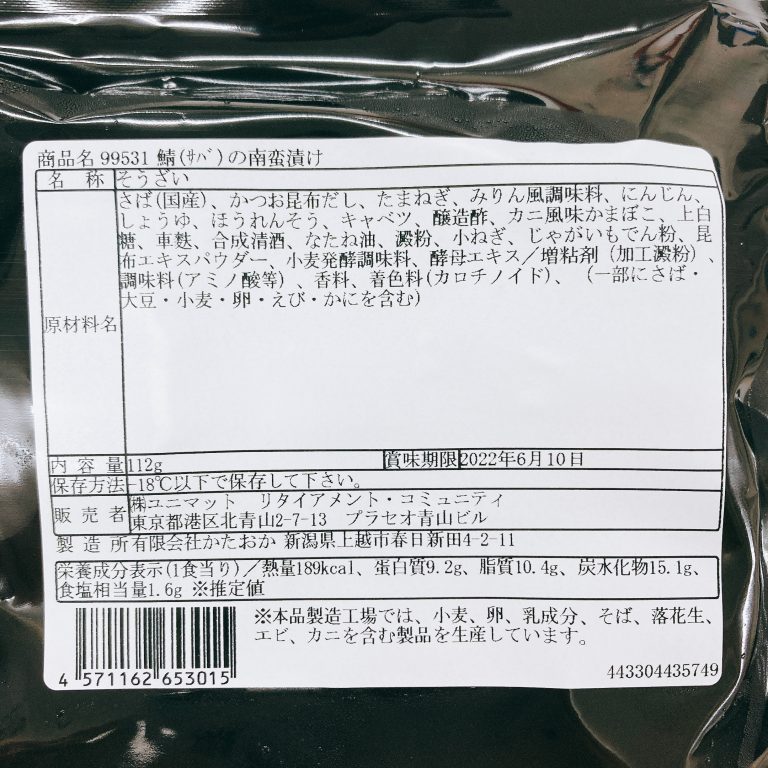 商品名 99531 鯖(ｻﾊﾞ)の南蛮漬け
名 称 そうざい
原材料名
さば(国産)、かつお昆布だし、たまねぎ、みりん風調味料、にんじん、
しょうゆ、ほうれんそう、キャベツ、醸造酢、カニ風味かまぼこ、上白
糖、車麩、合成清酒、なたね油、澱粉、小ねぎ、じゃがいもでん粉、昆
布エキスパウダー、小麦発酵調味料、酵母エキス／増粘剤（加工澱粉）、
調味料(アミノ酸等)、香料、着色料(カロチノイド)、（一部にさば・
大豆・小麦・卵・えび・かにを含む)
内 容 量 112g 賞味期限 2022年6月10日
保存方法 -18℃以下で保存して下さい。
販 売 者 ㈱ユニマット リタイアメント・コミュニティ
東京都港区北青山2-7-13 プラセオ青山ビル
製 造 所 有限会社かたおか 新潟県上越市春日新田4-2-11
栄養成分表示(1食当り)／熱量189kcal、蛋白質9.2g、脂質10.4g、炭水化物15.1g、
食塩相当量1.6g ※推定値
※本品製造工場では、小麦、卵、乳成分、そば、落花生、
エビ、カニを含む製品を生産しています。
4 571162 653015
443304435749